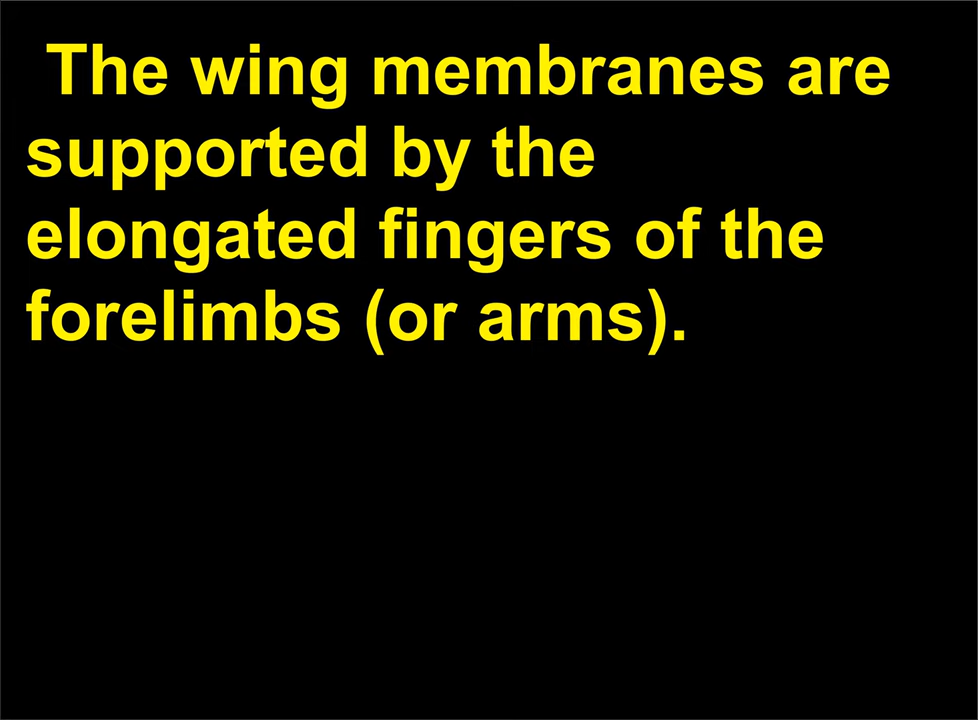 The wing membranes are
supported by the
elongated fingers of the
forelimbs (or arms).